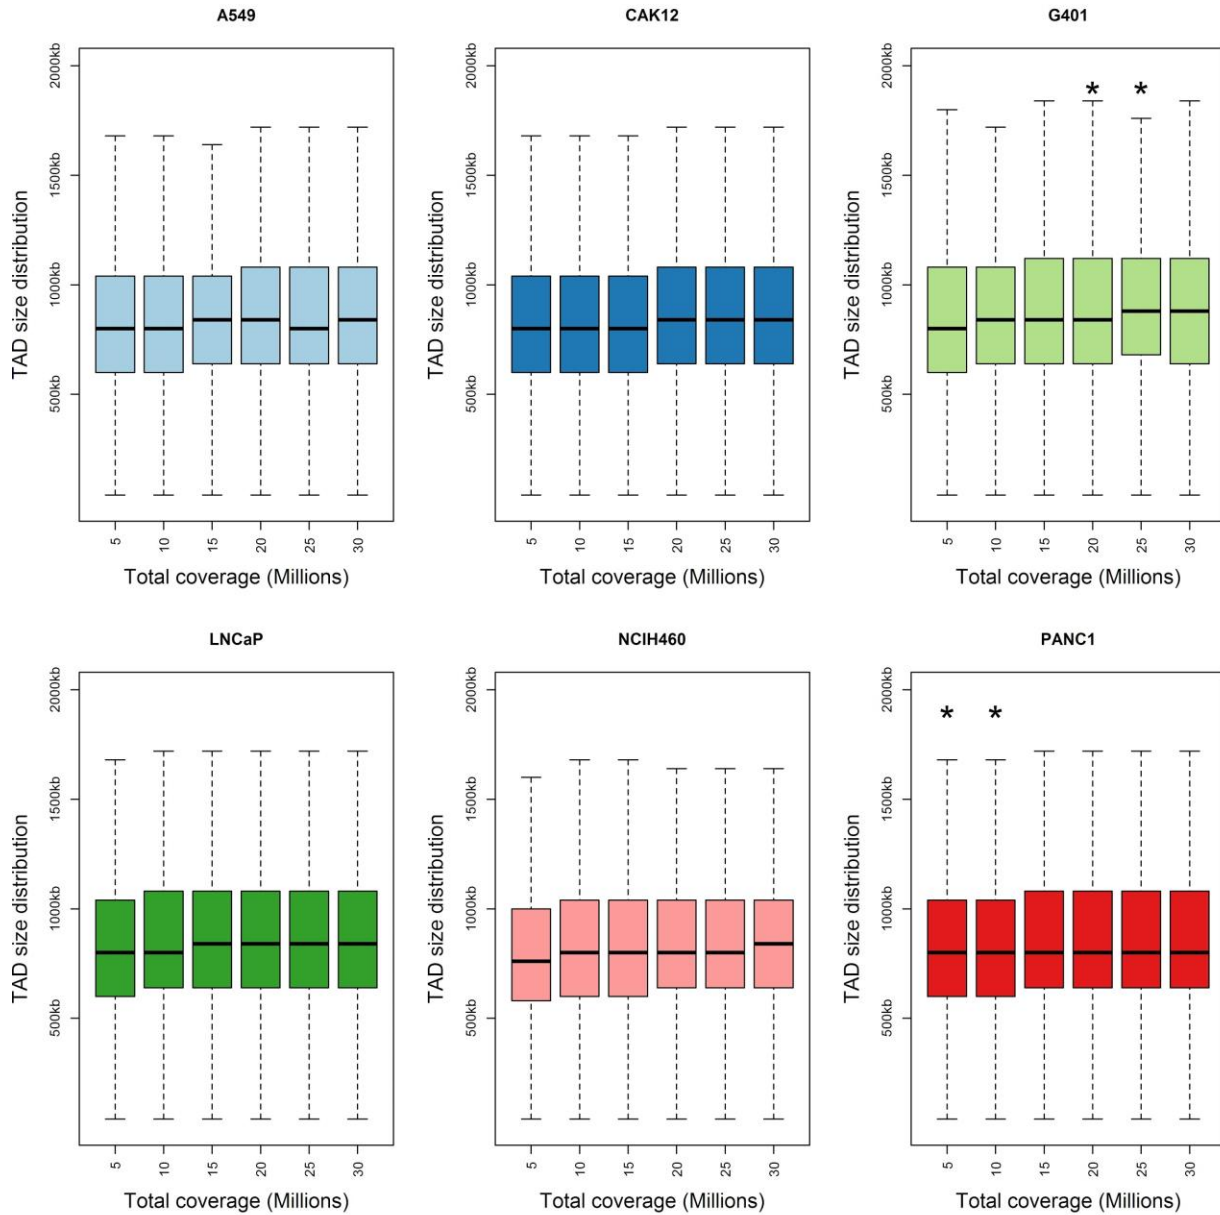 A549
CAK12
G401
TAD size distribution
2000kb
1500kb
1000kb
500kb
5 10 15 20 25 30
Total coverage (Millions)
TAD size distribution
2000kb
1500kb
1000kb
500kb
5 10 15 20 25 30
Total coverage (Millions)
TAD size distribution
2000kb
1500kb
1000kb
500kb
* *
5 10 15 20 25 30
Total coverage (Millions)
LNCaP
NCIH460
PANC1
TAD size distribution
2000kb
1500kb
1000kb
500kb
5 10 15 20 25 30
Total coverage (Millions)
TAD size distribution
2000kb
1500kb
1000kb
500kb
5 10 15 20 25 30
Total coverage (Millions)
TAD size distribution
2000kb
1500kb
1000kb
500kb
* *
5 10 15 20 25 30
Total coverage (Millions)